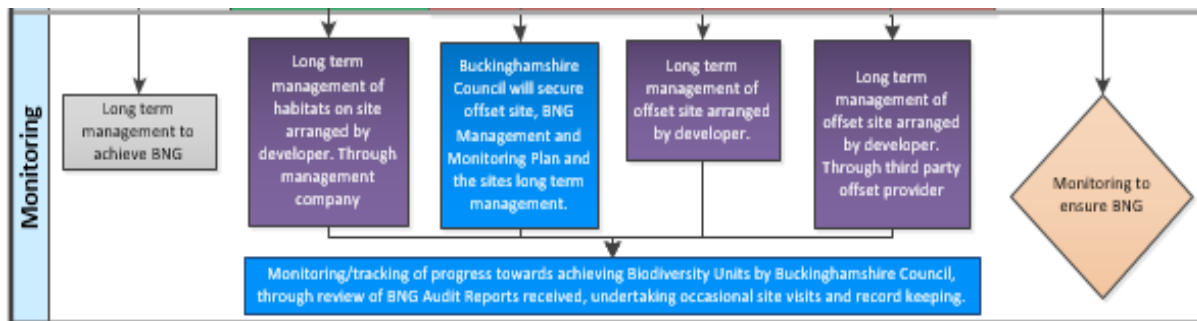 Monitoring
Long term
management to
achieve BNG
Long term
management of
habitats on site
arranged by
developer. Through
management
company
Buckinghamshire
Council will secure
offset site, BNG
Management and
Monitoring Plan and
the sites long term
management.
Long term
management of
offset site arranged
by developer.
Long term
management of
offset site arranged
by developer.
Through third party
offset provider
Monitoring to
ensure BNG
Monitoring/tracking of progress towards achieving Biodiversity Units by Buckinghamshire Council,
through review of BNG Audit Reports received, undertaking occasional site visits and record keeping.